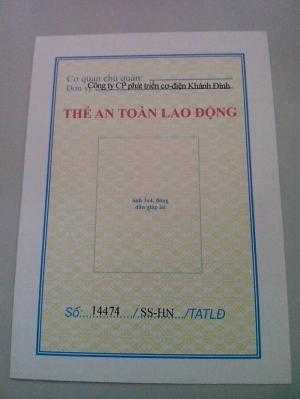 Cơ quan chủ quản:
Đơn vị: Công ty CP phát triển cơ-điện Khánh Đình
THẺ AN TOÀN LAO ĐỘNG
Ảnh 3x4, đóng
dấu giáp lai
Số: 14474 / SS-HN /TATLĐ